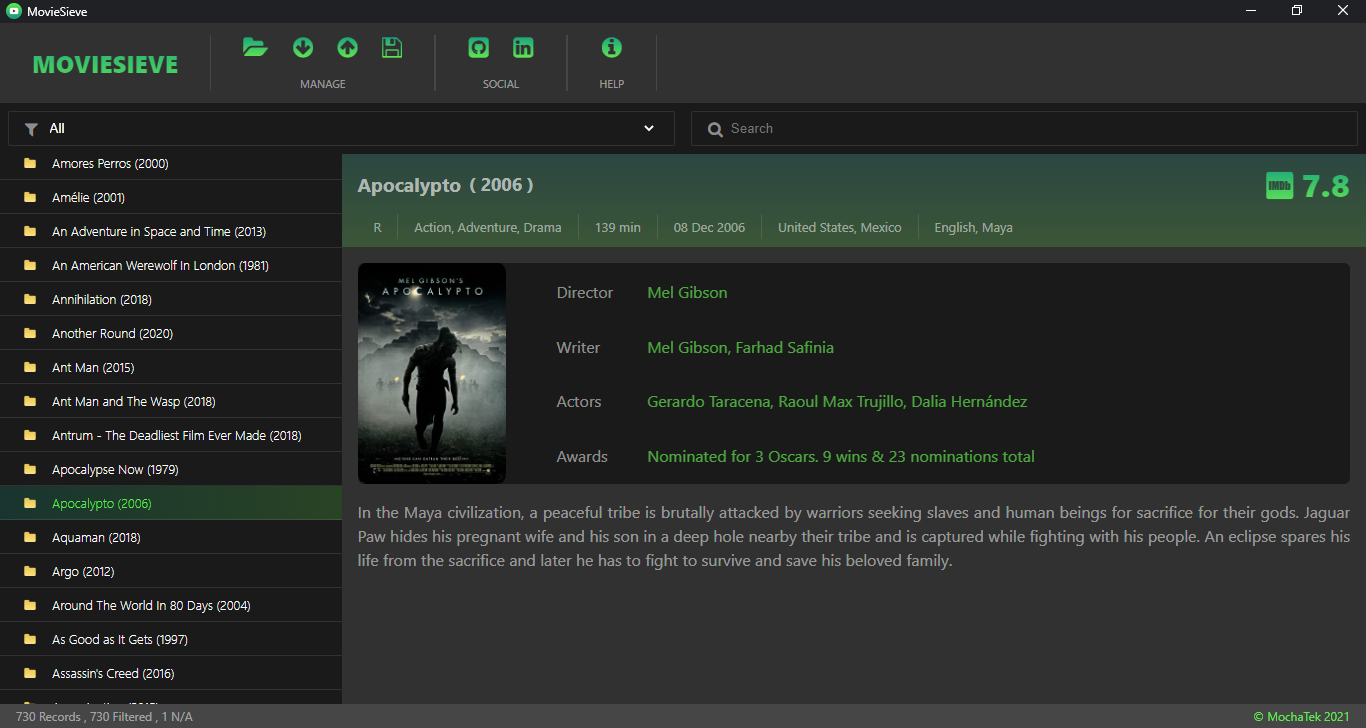 MovieSieve
MOVIESIEVE
MANAGE
SOCIAL
HELP
All
Search
Amores Perros (2000)
Amélie (2001)
An Adventure in Space and Time (2013)
An American Werewolf In London (1981)
Annihilation (2018)
Another Round (2020)
Ant Man (2015)
Ant Man and The Wasp (2018)
Antrum - The Deadliest Film Ever Made (2018)
Apocalypse Now (1979)
Apocalypto (2006)
Aquaman (2018)
Argo (2012)
Around The World In 80 Days (2004)
As Good as It Gets (1997)
Assassin's Creed (2016)
Apocalypto ( 2006 )
IMDb 7.8
R
Action, Adventure, Drama
139 min
08 Dec 2006
United States, Mexico
English, Maya
MEL GIBSON'S
APOCALYPTO
Director Mel Gibson
Writer Mel Gibson, Farhad Safinia
Actors Gerardo Taracena, Raoul Max Trujillo, Dalia Hernández
Awards Nominated for 3 Oscars. 9 wins & 23 nominations total
In the Maya civilization, a peaceful tribe is brutally attacked by warriors seeking slaves and human beings for sacrifice for their gods. Jaguar
Paw hides his pregnant wife and his son in a deep hole nearby their tribe and is captured while fighting with his people. An eclipse spares his
life from the sacrifice and later he has to fight to survive and save his beloved family.
730 Records , 730 Filtered , 1 N/A
© MochaTek 2021